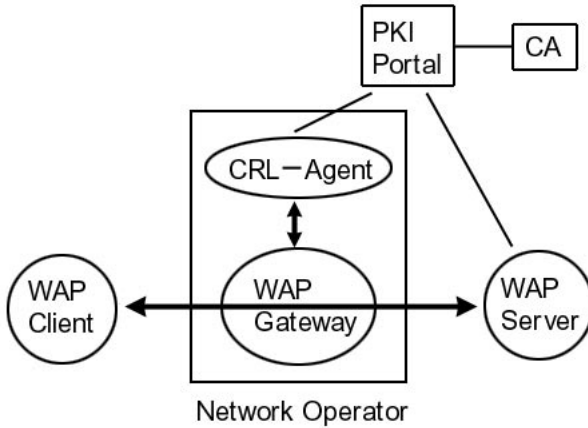 PKI
Portal
CA
CRL-Agent
WAP
Client
WAP
Gateway
WAP
Server
Network Operator